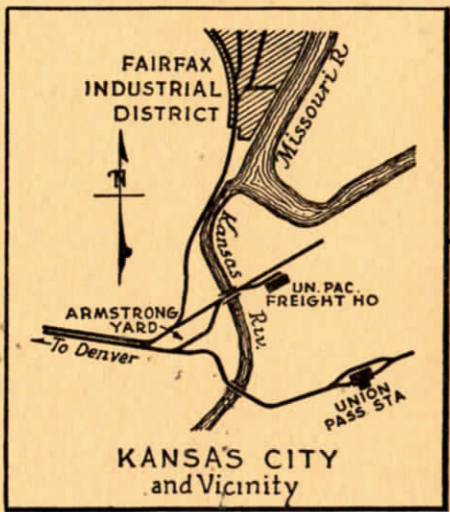 FAIRFAX
INDUSTRIAL
DISTRICT
Missouri R
N
Kansas
Riv.
UN. PAC.
FREIGHT HO
ARMSTRONG
YARD
To Denver
UNION
PASS STA
KANSAS CITY
and Vicinity